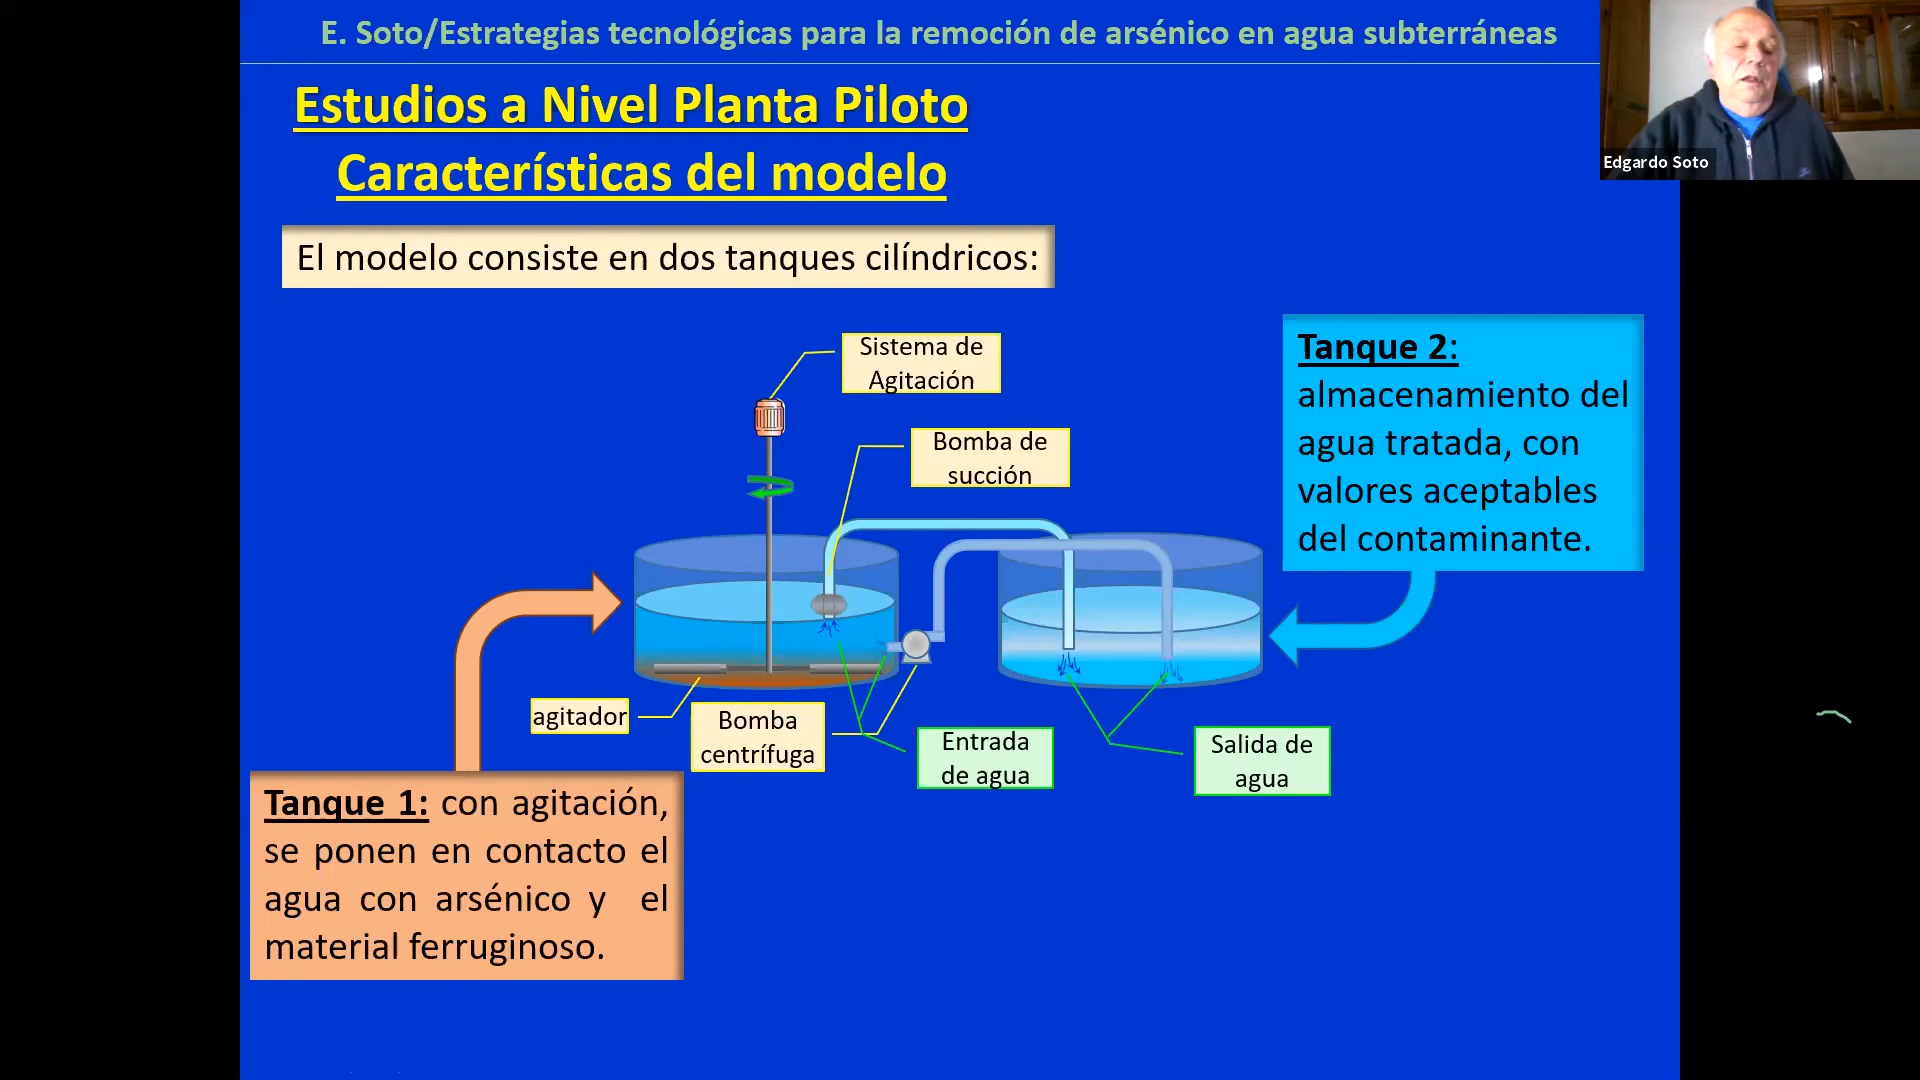 E. Soto/Estrategias tecnológicas para la remoción de arsénico en agua subterráneas
Edgardo Soto
Estudios a Nivel Planta Piloto
Características del modelo
El modelo consiste en dos tanques cilíndricos:
Sistema de
Agitación
Bomba de
succión
Tanque 2:
almacenamiento del
agua tratada, con
valores aceptables
del contaminante.
agitador
Bomba
centrífuga
Entrada
de agua
Salida de
agua
Tanque 1: con agitación,
se ponen en contacto el
agua con arsénico y el
material ferruginoso.